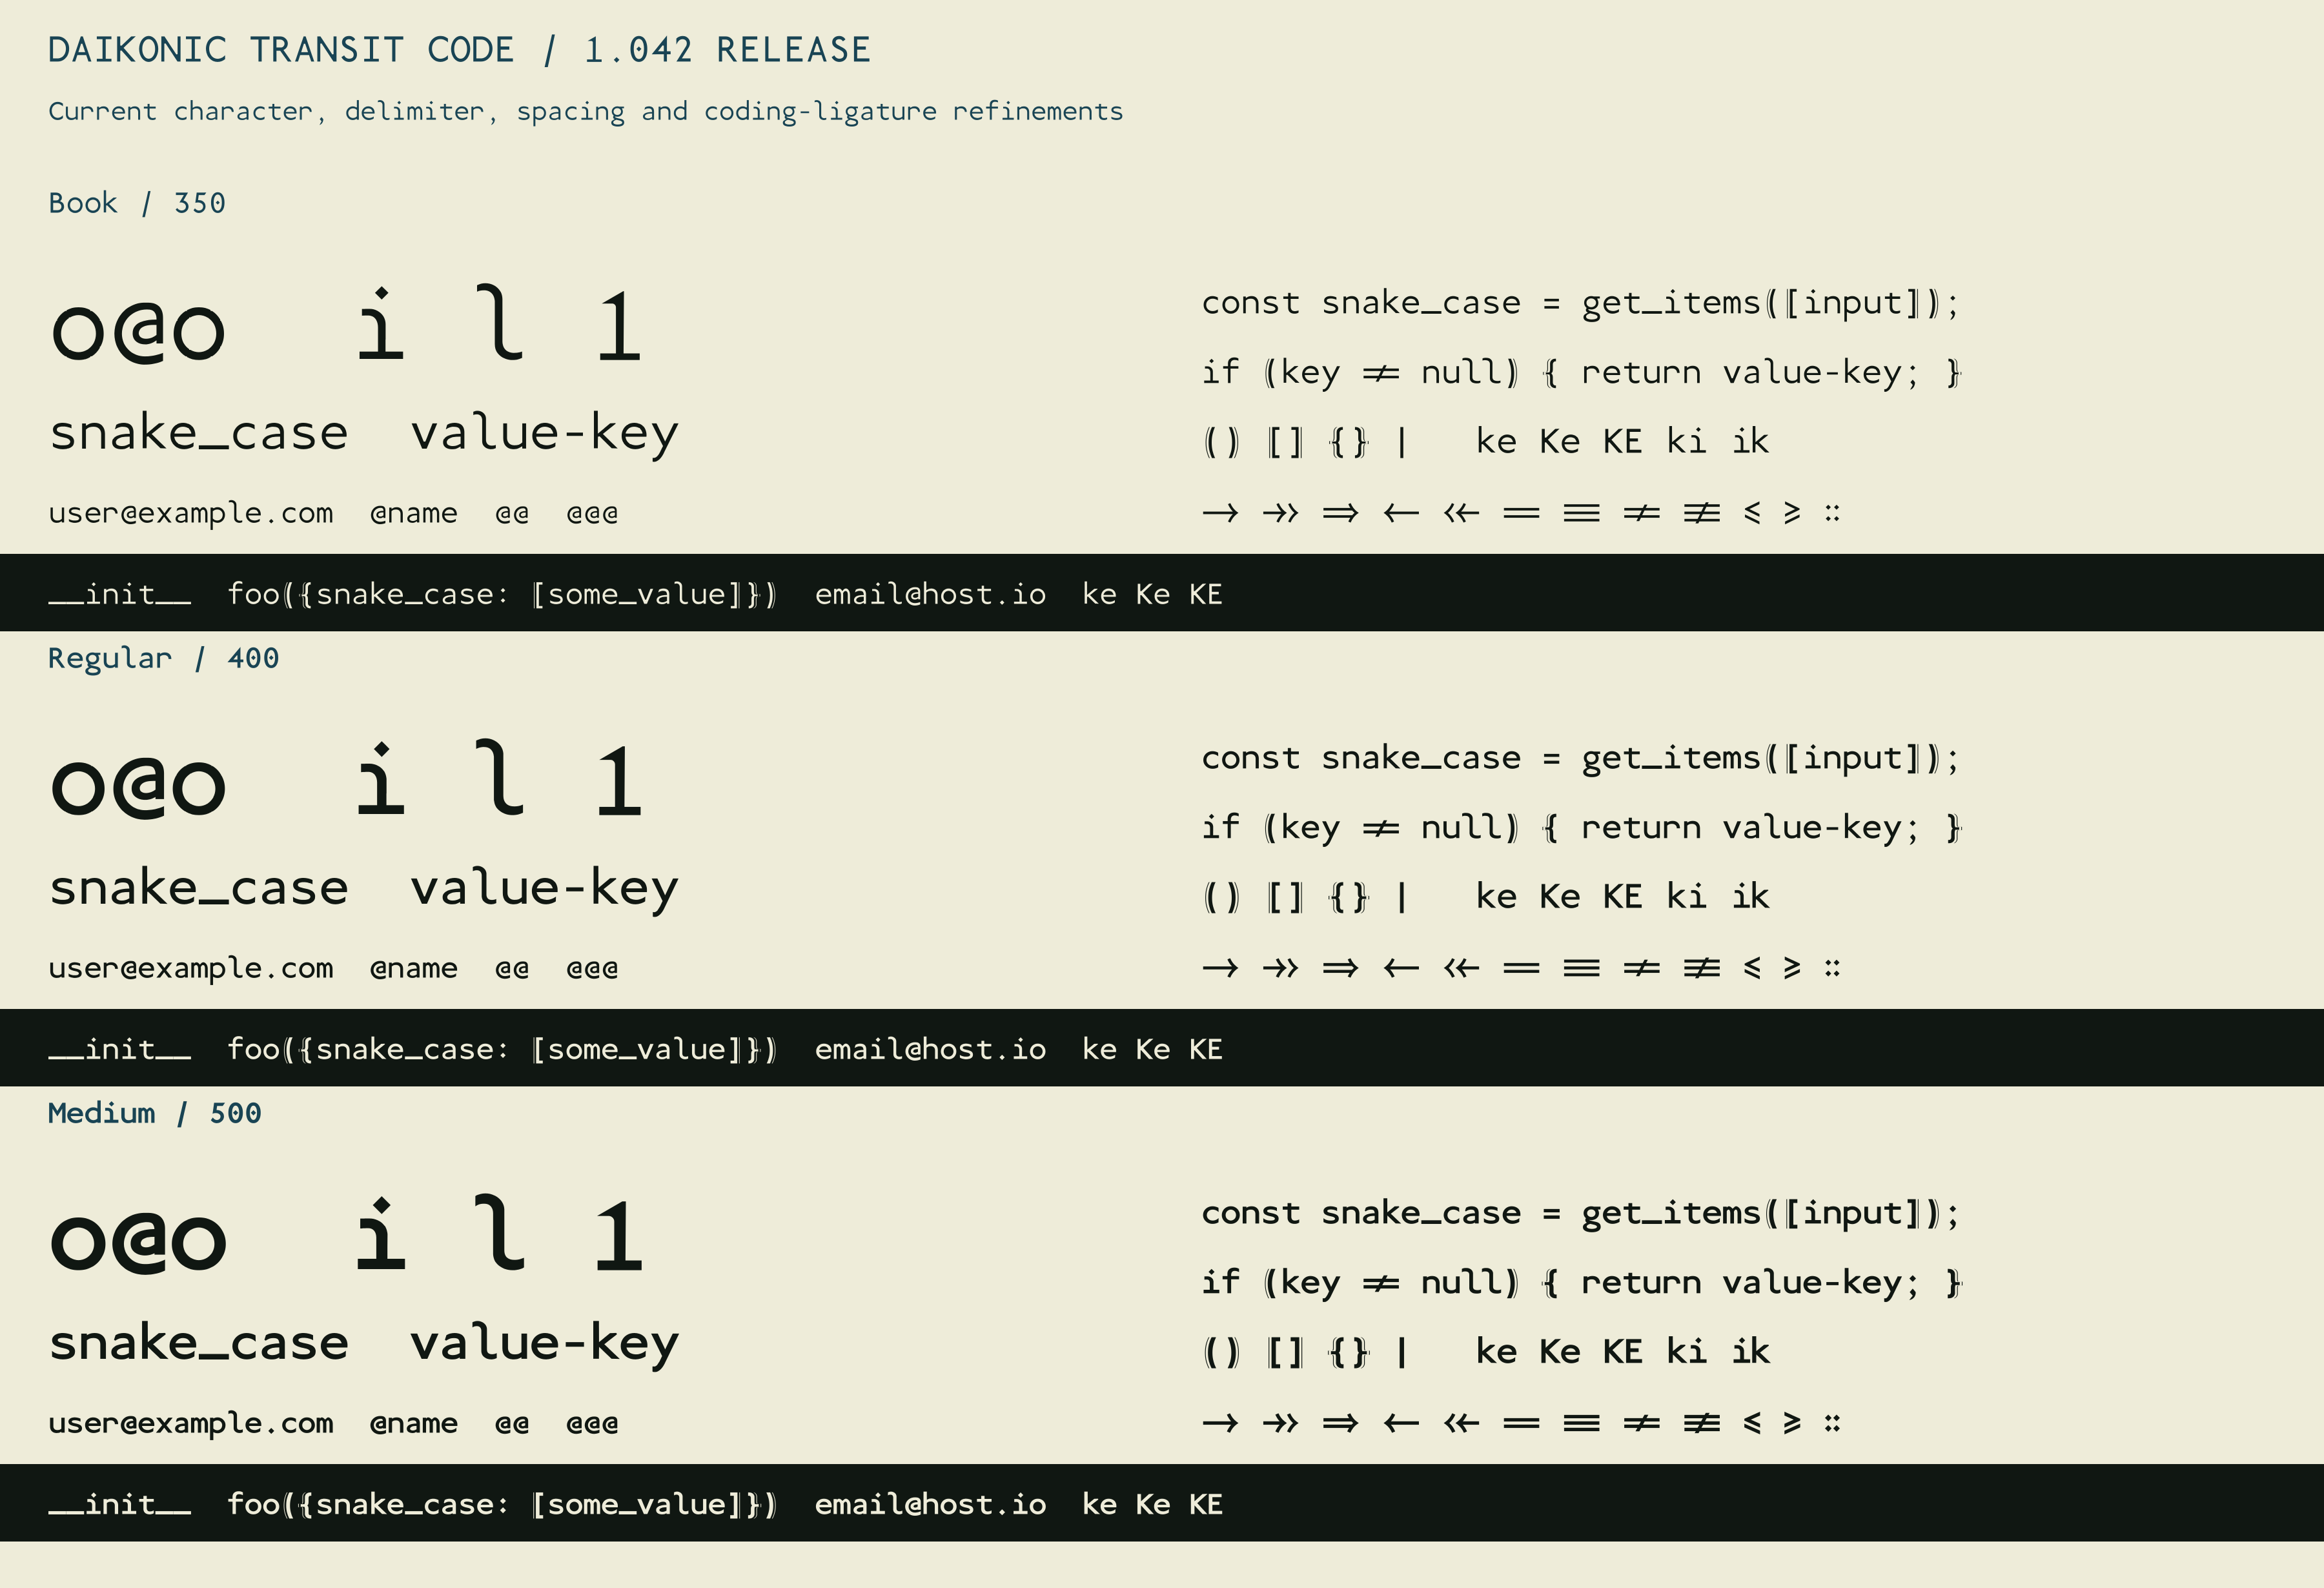 DAIKONIC TRANSIT CODE / 1.042 RELEASE
Current character, delimiter, spacing and coding-ligature refinements
Book / 350
o@o i l 1
snake_case value-key
user@example.com @name @@ @@@
const snake_case = get_items([input]);
if (key ≠ null) { return value-key; }
() [] {} | ke Ke KE ki ik
→ ↠ ⇒ ← ↞ == ≡ ≠ ≢ ⩽ ⩾ ::
__init__ foo({snake_case: [some_value]}) email@host.io ke Ke KE
Regular / 400
o@o i l 1
snake_case value-key
user@example.com @name @@ @@@
const snake_case = get_items([input]);
if (key ≠ null) { return value-key; }
() [] {} | ke Ke KE ki ik
→ ↠ ⇒ ← ↞ == ≡ ≠ ≢ ⩽ ⩾ ::
__init__ foo({snake_case: [some_value]}) email@host.io ke Ke KE
Medium / 500
o@o i l 1
snake_case value-key
user@example.com @name @@ @@@
const snake_case = get_items([input]);
if (key ≠ null) { return value-key; }
() [] {} | ke Ke KE ki ik
→ ↠ ⇒ ← ↞ == ≡ ≠ ≢ ⩽ ⩾ ::
__init__ foo({snake_case: [some_value]}) email@host.io ke Ke KE